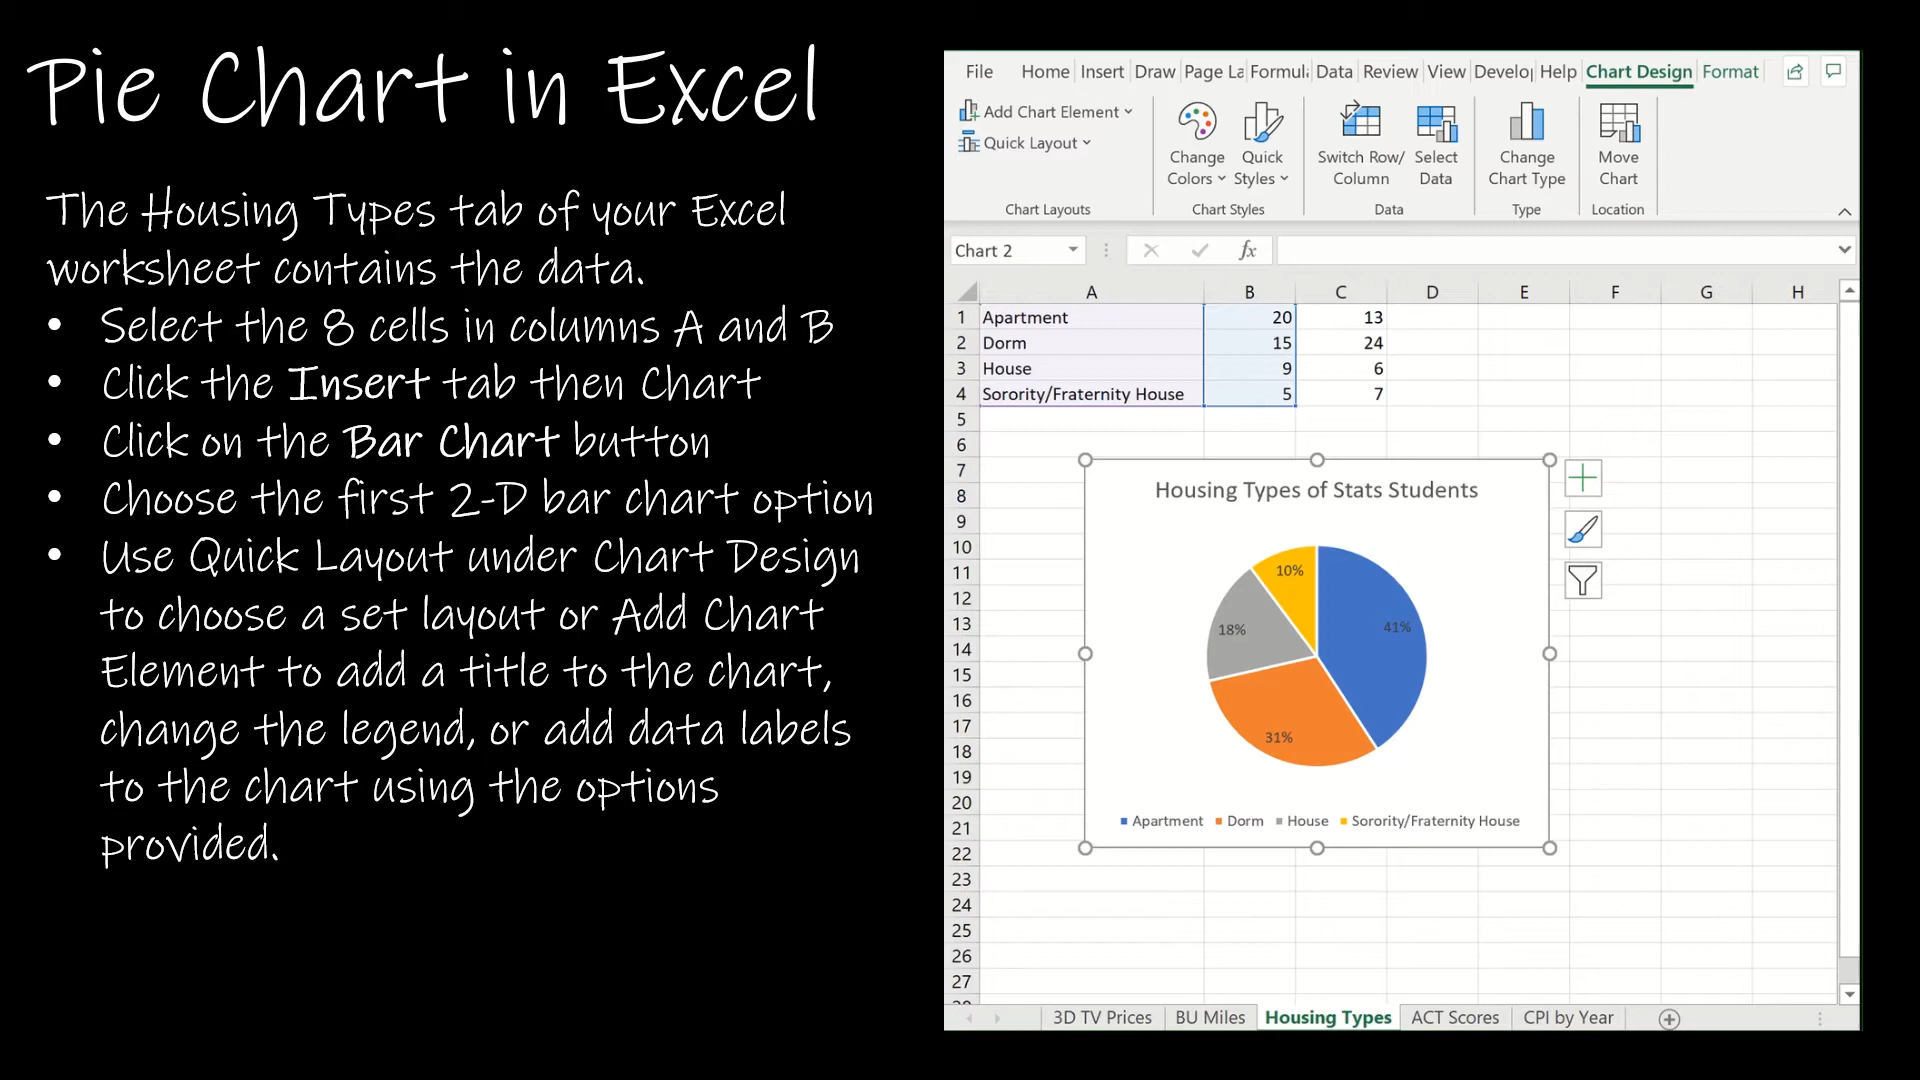 Pie Chart in Excel
The Housing Types tab of your Excel
worksheet contains the data.
• Select the 8 cells in columns A and B
• Click the Insert tab then Chart
• Click on the Bar Chart button
• Choose the first 2-D bar chart option
• Use Quick Layout under Chart Design
to choose a set layout or Add Chart
Element to add a title to the chart,
change the legend, or add data labels
to the chart using the options
provided.
File Home Insert Draw Page La Formula Data Review View Develop Help Chart Design Format
Add Chart Element
Quick Layout
Change Colors
Quick Styles
Switch Row/ Column
Select Data
Change Chart Type
Move Chart
Chart Layouts Chart Styles Data Type Location
Chart 2 fx
A B C D E F G H
1 Apartment 20 13
2 Dorm 15 24
3 House 9 6
4 Sorority/Fraternity House 5 7
5
6
7
8
9
10
11
12
13
14
15
16
17
18
19
20
21
22
23
24
25
26
27
Housing Types of Stats Students
10%
41%
18%
31%
Apartment Dorm House Sorority/Fraternity House
3D TV Prices BU Miles Housing Types ACT Scores CPI by Year